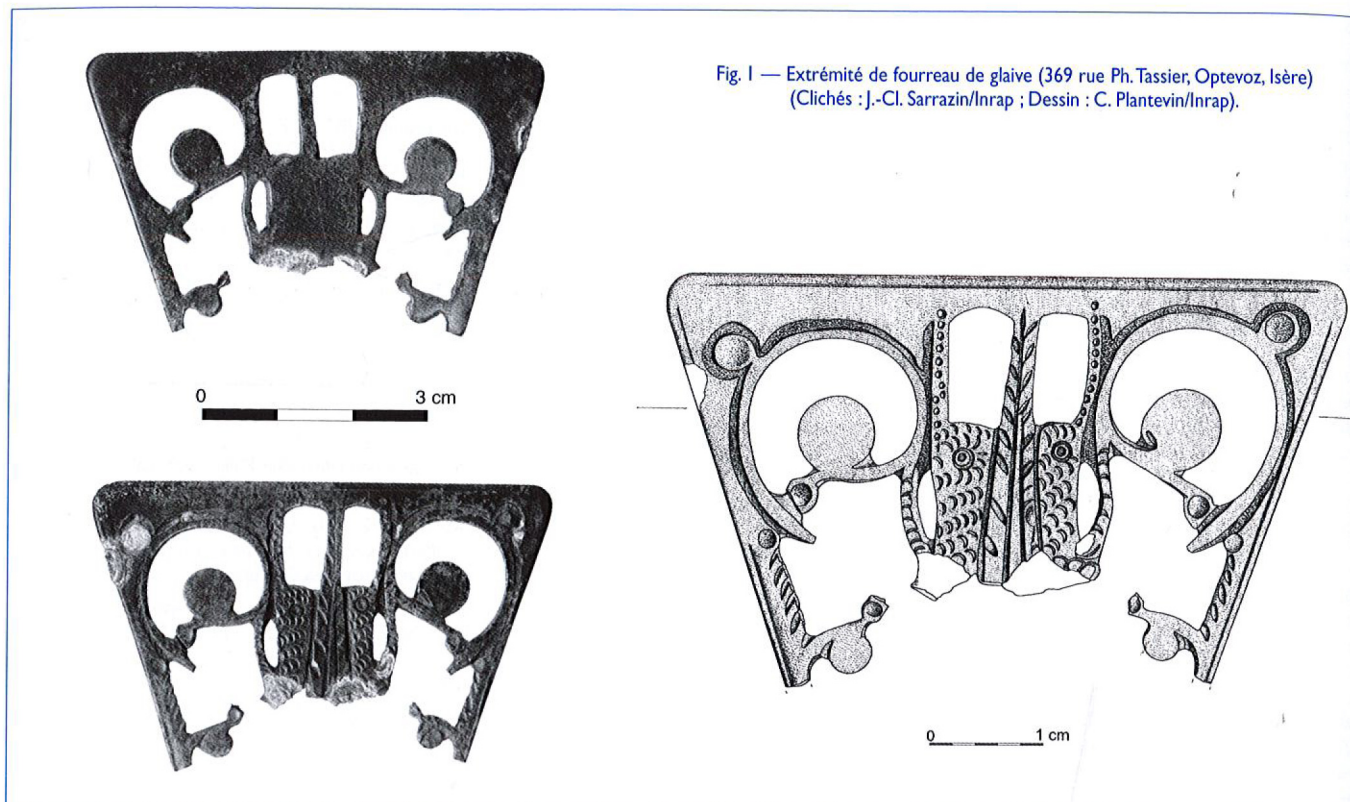 Fig. 1 — Extrémité de fourreau de glaive (369 rue Ph. Tassier, Optevoz, Isère)
(Clichés : J.-Cl. Sarrazin/Inrap ; Dessin : C. Plantevin/Inrap).
0 3 cm
0 1 cm